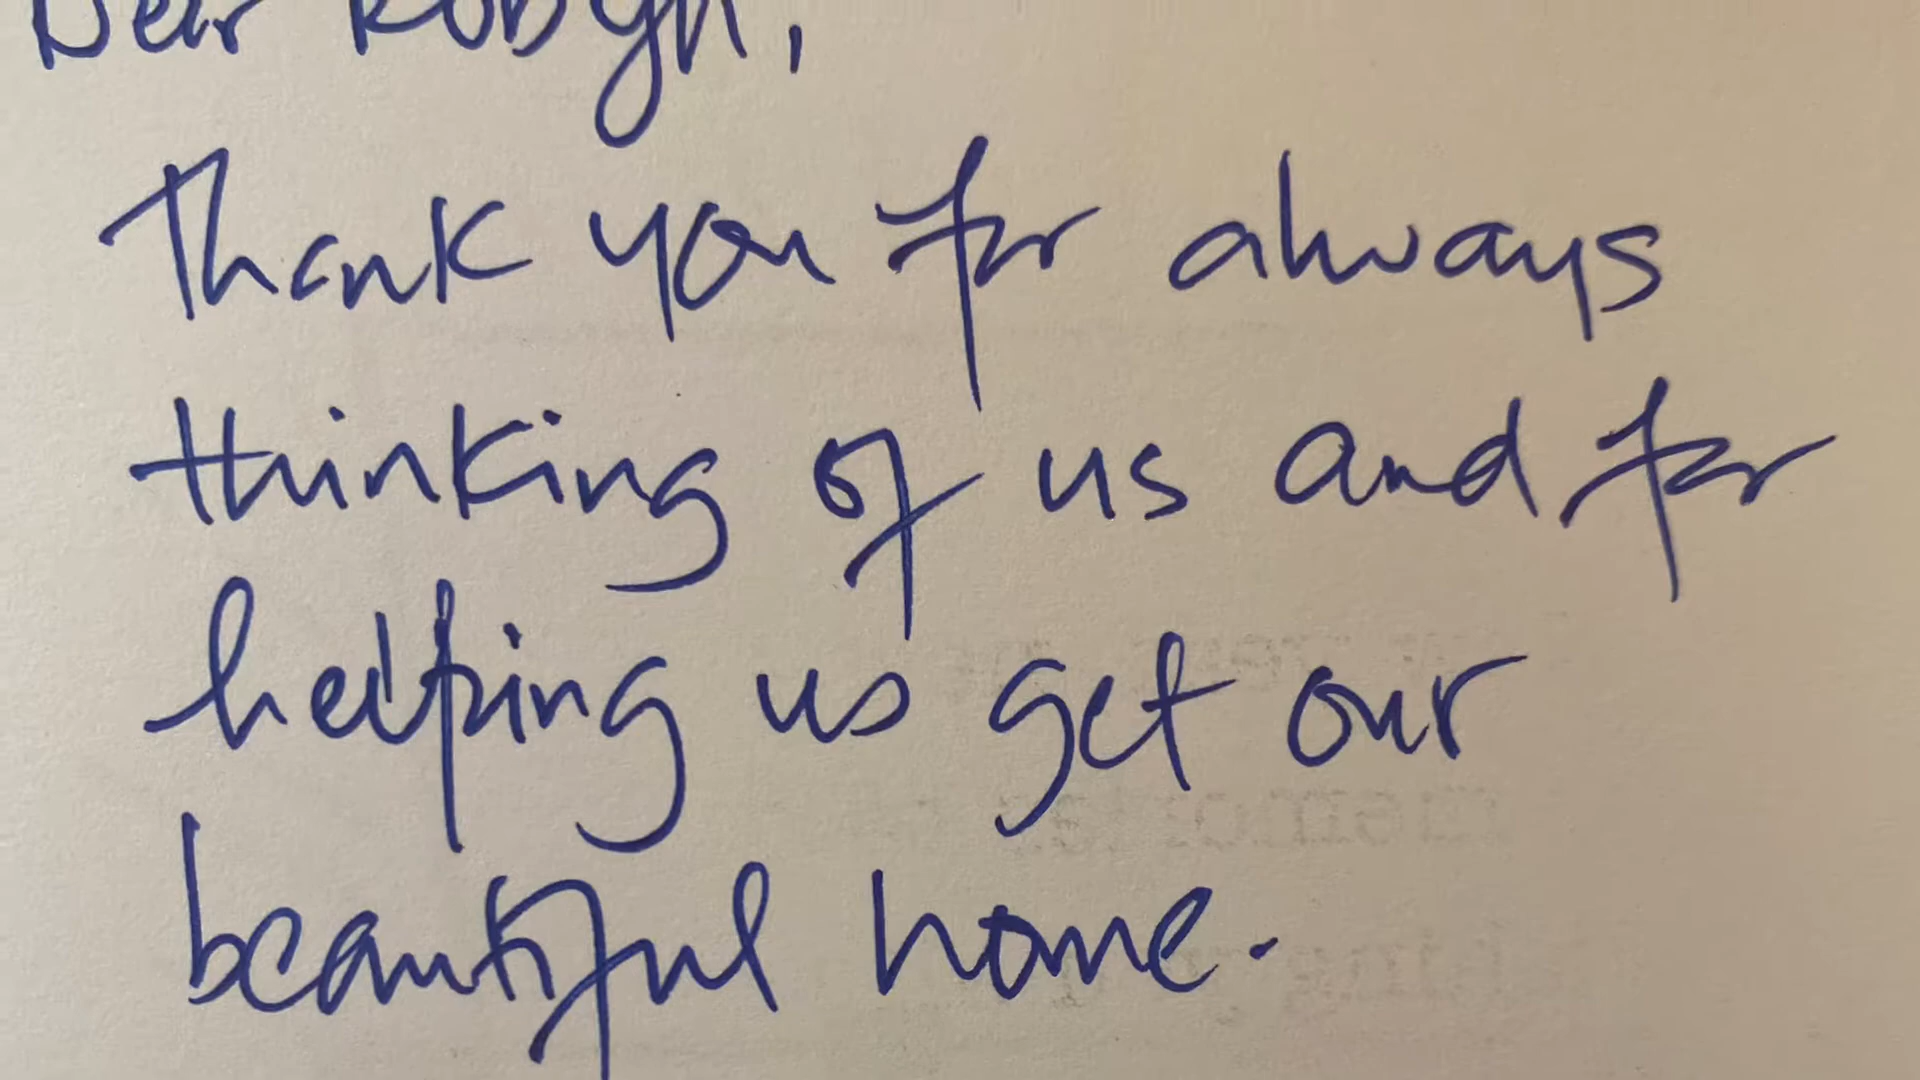 Dear Robyn,
Thank you for always
thinking of us and for
helping us get our
beautiful home.